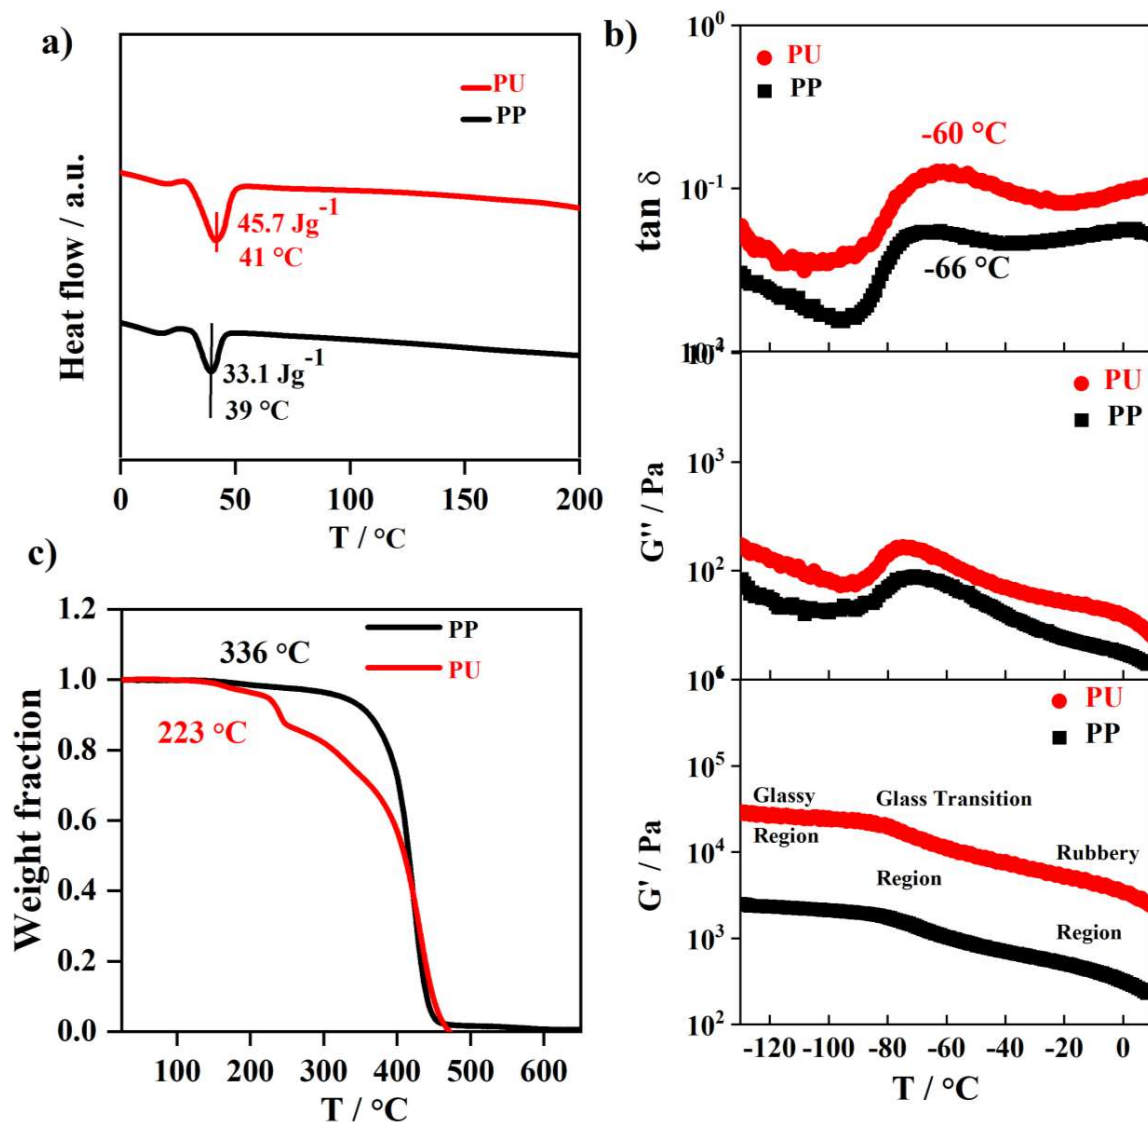 a)
PU
PP
Heat flow / a.u.
45.7 Jg-1
41 °C
33.1 Jg-1
39 °C
0 50 100 150 200
T / °C
b)
10^0
PU
PP
-60 °C
tan δ
10^-1
-66 °C
PU
PP
10^3
G'' / Pa
10^2
10^6
PU
PP
10^5
Glassy
Glass Transition
Region
10^4
Rubbery
G' / Pa
Region
10^3
Region
10^2
-120 -100 -80 -60 -40 -20 0
T / °C
c)
1.2
PP
336 °C
PU
1.0
223 °C
0.8
Weight fraction
0.6
0.4
0.2
0.0
100 200 300 400 500 600
T / °C